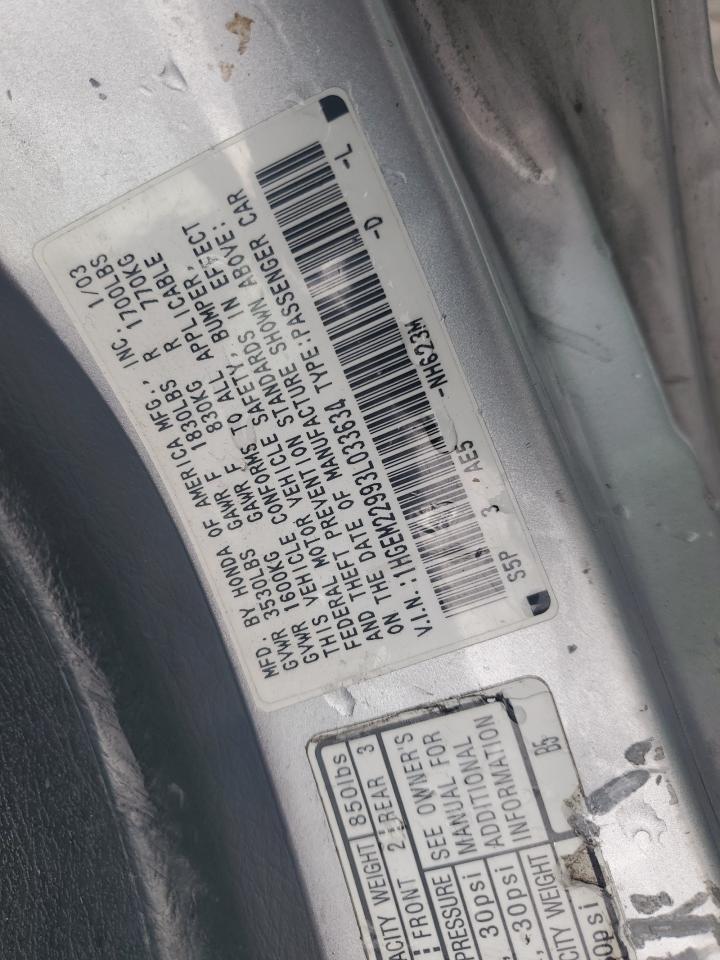 MFD. BY HONDA OF AMERICA MFG., INC. 1/03
GVWR 3530LBS GAWR F 1830LBS R 1700LBS
GVWR 1600KG GAWR F 830KG R 770KG
THIS VEHICLE CONFORMS TO ALL APPLICABLE
FEDERAL MOTOR VEHICLE SAFETY, BUMPER,
AND THEFT PREVENTION STANDARDS IN EFFECT
ON THE DATE OF MANUFACTURE SHOWN ABOVE:
V.I.N.: 1HGEM22993L033634 TYPE:PASSENGER CAR
S5P 3 AE5 -NH623M -D -L
ACITY WEIGHT 850lbs
: FRONT 2 REAR 3
PRESSURE SEE OWNER'S
MANUAL FOR
ADDITIONAL
INFORMATION
, 30psi
, 30psi
CITY WEIGHT
0psi